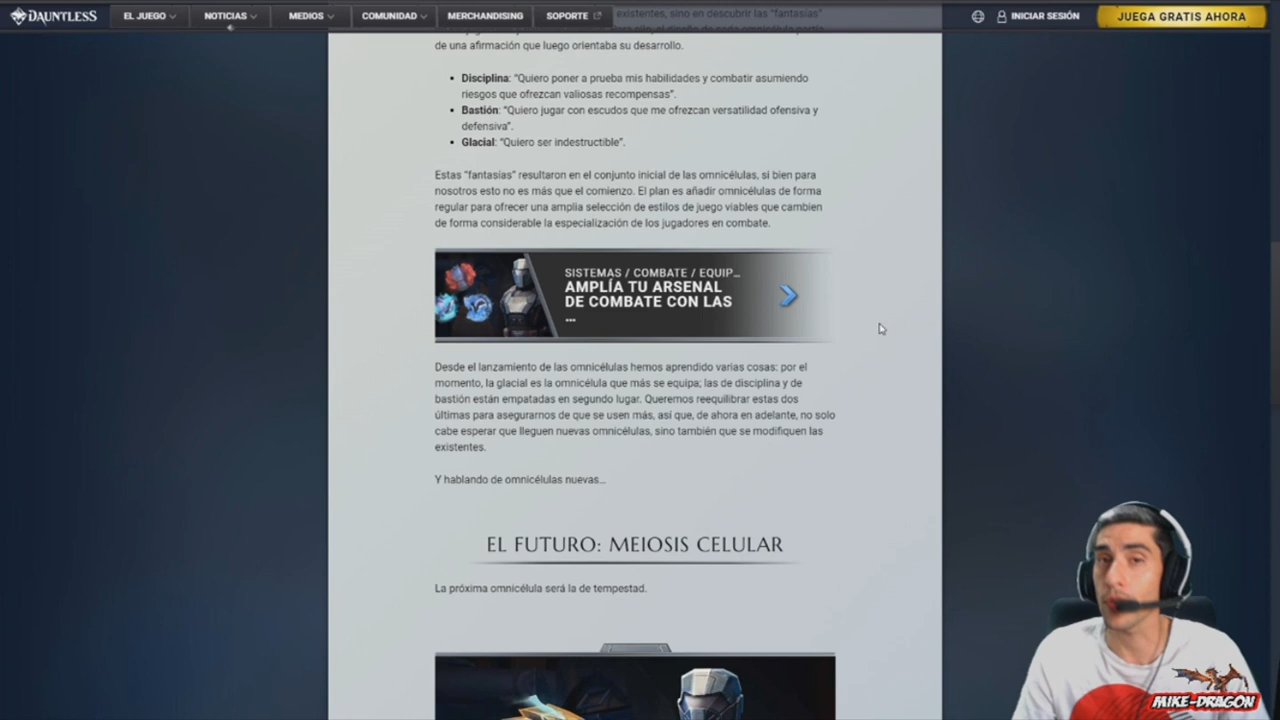 DAUNTLESS
EL JUEGO
NOTICIAS
MEDIOS
COMUNIDAD
MERCHANDISING
SOPORTE
INICIAR SESIÓN
JUEGA GRATIS AHORA
existentes, sino en descubrir las "fantasías"
de una afirmación que luego orientaba su desarrollo.
• Disciplina: "Quiero poner a prueba mis habilidades y combatir asumiendo
riesgos que ofrezcan valiosas recompensas".
• Bastión: "Quiero jugar con escudos que me ofrezcan versatilidad ofensiva y
defensiva".
• Glacial: "Quiero ser indestructible".
Estas "fantasías" resultaron en el conjunto inicial de las omnicélulas, si bien para
nosotros esto no es más que el comienzo. El plan es añadir omnicélulas de forma
regular para ofrecer una amplia selección de estilos de juego viables que cambien
de forma considerable la especialización de los jugadores en combate.
SISTEMAS / COMBATE / EQUIP...
AMPLÍA TU ARSENAL
DE COMBATE CON LAS
...
Desde el lanzamiento de las omnicélulas hemos aprendido varias cosas: por el
momento, la glacial es la omnicélula que más se equipa; las de disciplina y de
bastión están empatadas en segundo lugar. Queremos reequilibrar estas dos
últimas para asegurarnos de que se usen más, así que, de ahora en adelante, no solo
cabe esperar que lleguen nuevas omnicélulas, sino también que se modifiquen las
existentes.
Y hablando de omnicélulas nuevas...
EL FUTURO: MEIOSIS CELULAR
La próxima omnicélula será la de tempestad.
MIKE-DRAGON